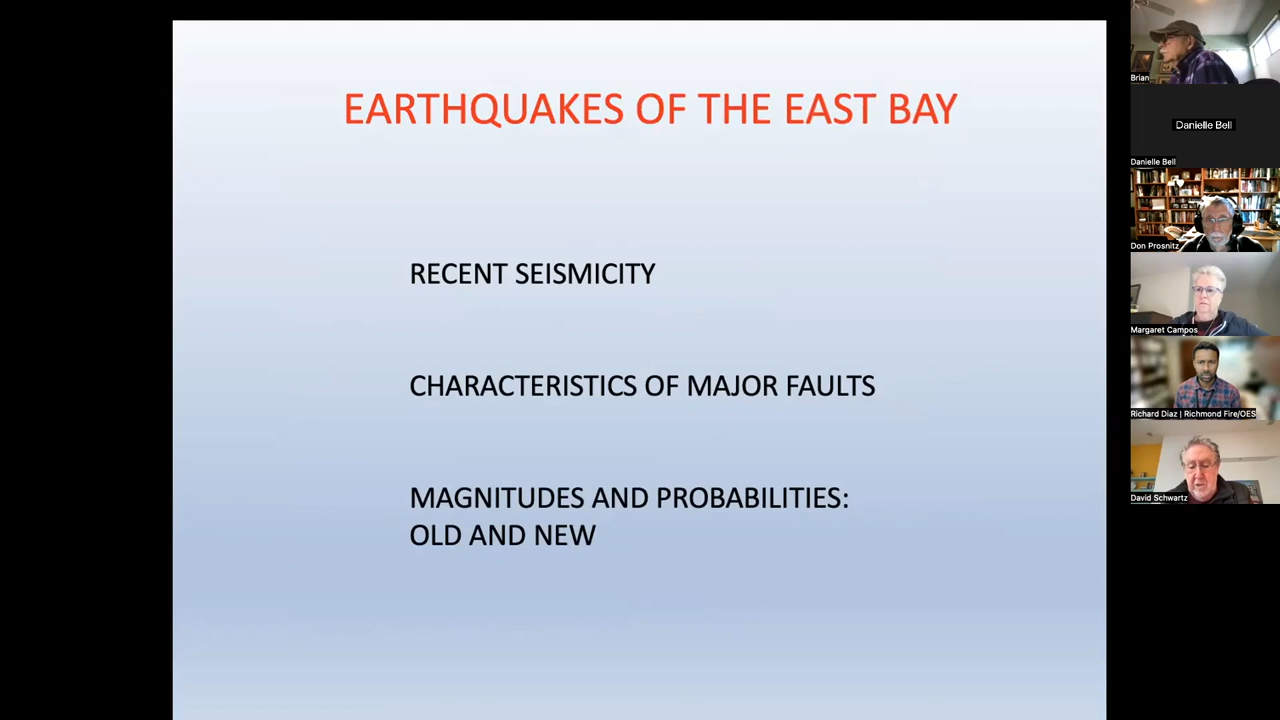 EARTHQUAKES OF THE EAST BAY
RECENT SEISMICITY
CHARACTERISTICS OF MAJOR FAULTS
MAGNITUDES AND PROBABILITIES:
OLD AND NEW
Brian
Danielle Bell
Danielle Bell
Don Prosnitz
Margaret Campos
Richard Diaz | Richmond Fire/OES
David Schwartz